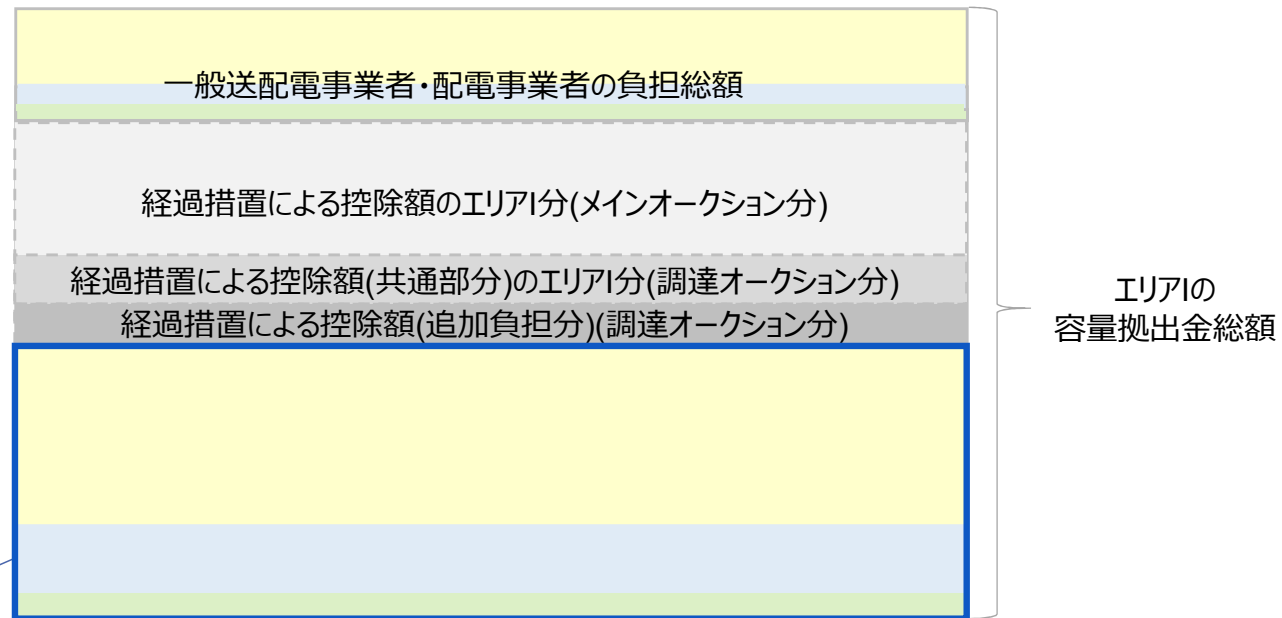 一般送配電事業者・配電事業者の負担総額
経過措置による控除額のエリアI分(メインオークション分)
経過措置による控除額(共通部分)のエリアI分(調達オークション分)
経過措置による控除額(追加負担分)(調達オークション分)
エリアIの
容量拠出金総額